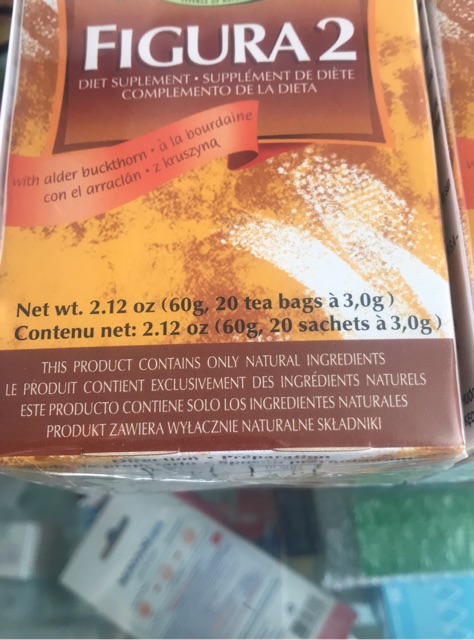 FIGURA 2
DIET SUPLEMENT • SUPPLÉMENT DE DIÈTE
COMPLEMENTO DE LA DIETA
with alder buckthorn • à la bourdaine
con el arraclán • z kruszyną
Net wt. 2.12 oz (60g, 20 tea bags à 3,0g)
Contenu net: 2.12 oz (60g, 20 sachets à 3,0g)
THIS PRODUCT CONTAINS ONLY NATURAL INGREDIENTS
LE PRODUIT CONTIENT EXCLUSIVEMENT DES INGRÉDIENTS NATURELS
ESTE PRODUCTO CONTIENE SOLO LOS INGREDIENTES NATURALES
PRODUKT ZAWIERA WYŁACZNIE NATURALNE SKŁADNIKI